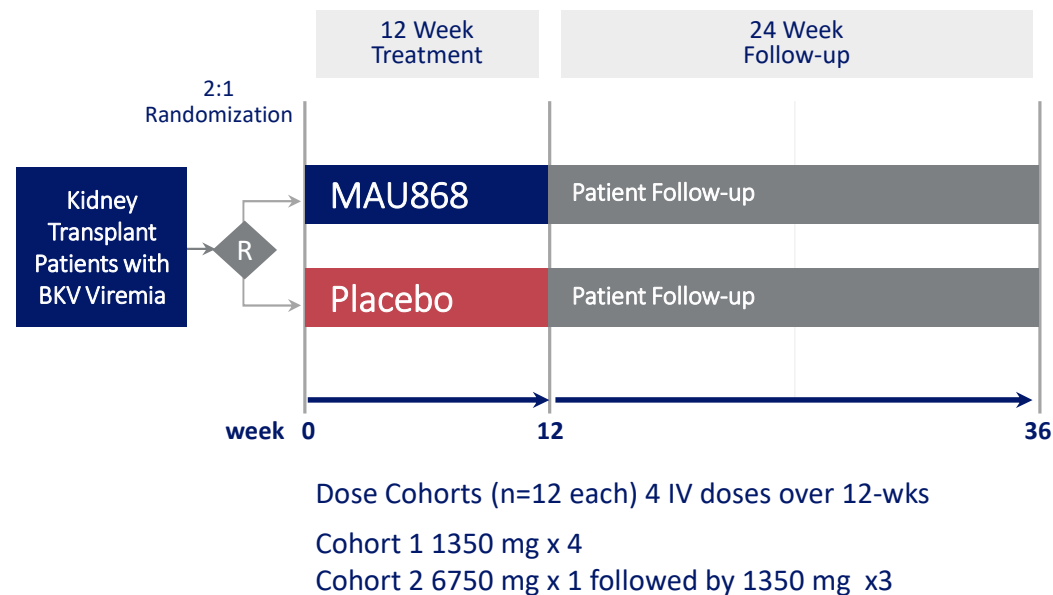 12 Week
Treatment
24 Week
Follow-up
2:1
Randomization
Kidney
Transplant
Patients with
BKV Viremia
R
MAU868
Patient Follow-up
Placebo
Patient Follow-up
week 0 12 36
Dose Cohorts (n=12 each) 4 IV doses over 12-wks
Cohort 1 1350 mg x 4
Cohort 2 6750 mg x 1 followed by 1350 mg x3